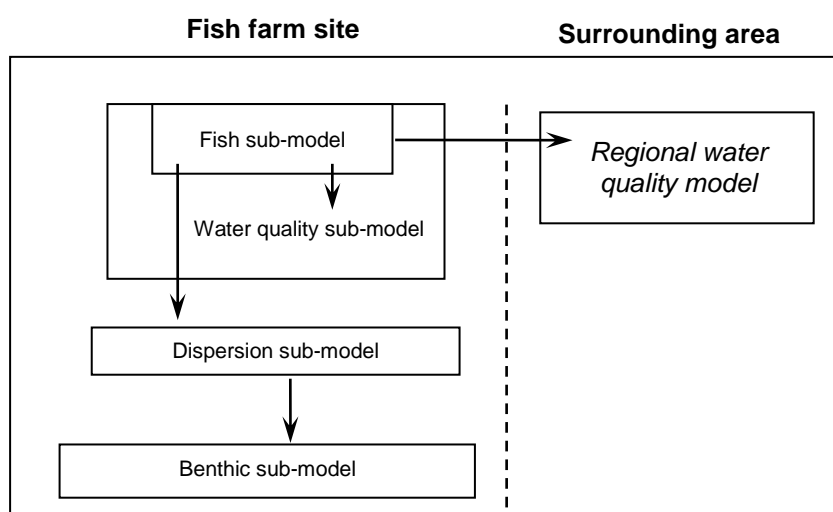 Fish farm site
Surrounding area
Fish sub-model
Regional water
quality model
Water quality sub-model
Dispersion sub-model
Benthic sub-model